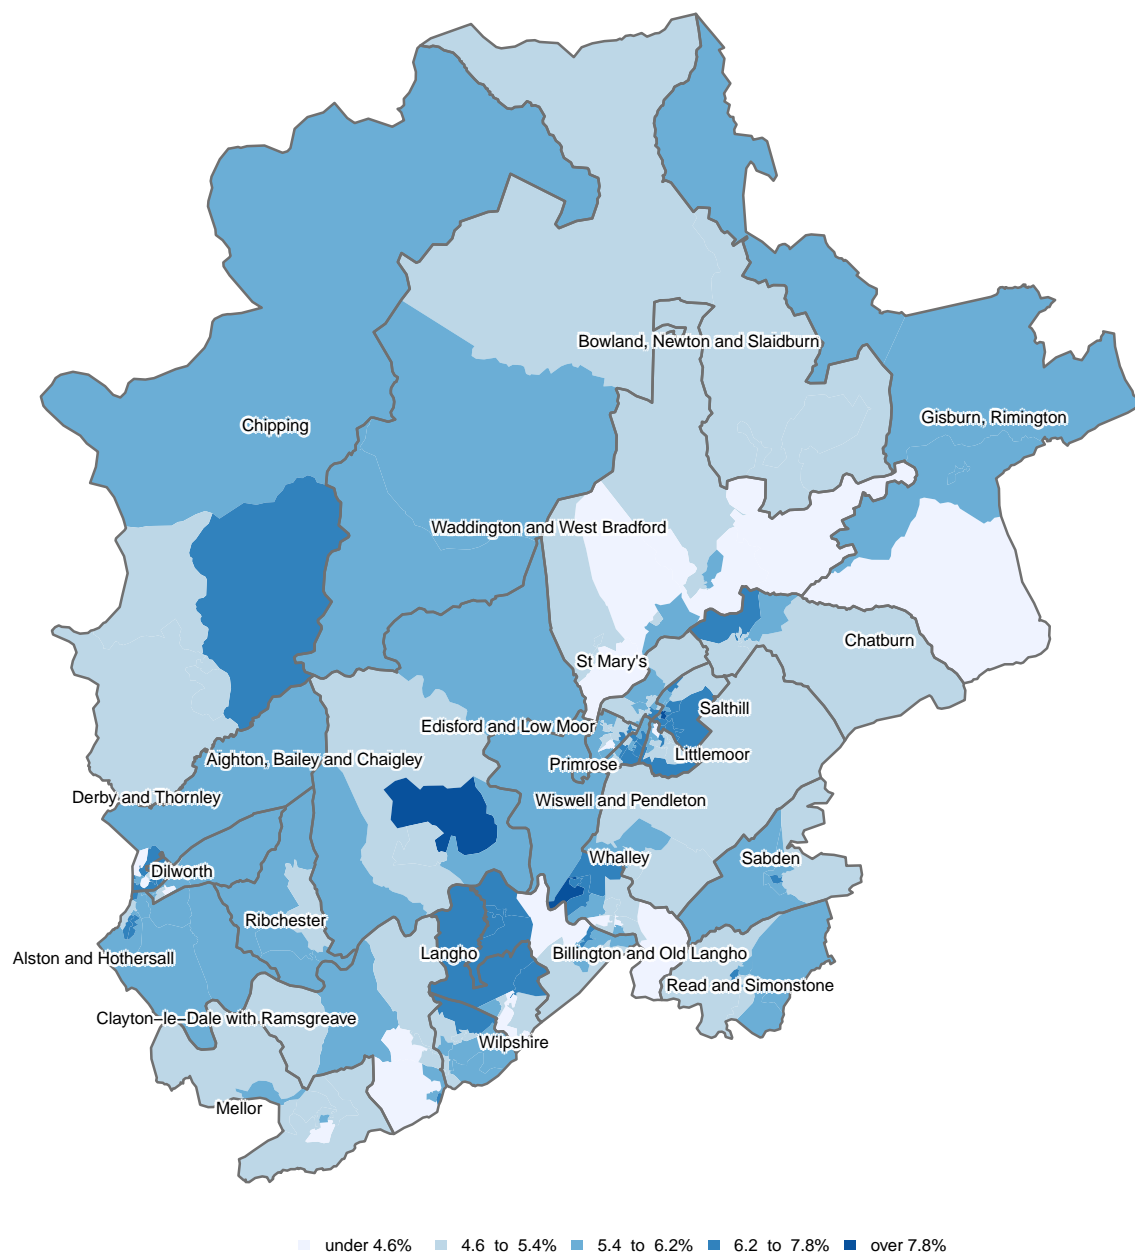 Bowland, Newton and Slaidburn
Gisburn, Rimington
Chipping
Waddington and West Bradford
Chatburn
St Mary's
Salthill
Edisford and Low Moor
Littlemoor
Aighton, Bailey and Chaigley
Primrose
Derby and Thornley
Wiswell and Pendleton
Whalley
Sabden
Dilworth
Ribchester
Langho
Billington and Old Langho
Alston and Hothersall
Read and Simonstone
Clayton−le−Dale with Ramsgreave
Wilpshire
Mellor
under 4.6% 4.6 to 5.4% 5.4 to 6.2% 6.2 to 7.8% over 7.8%